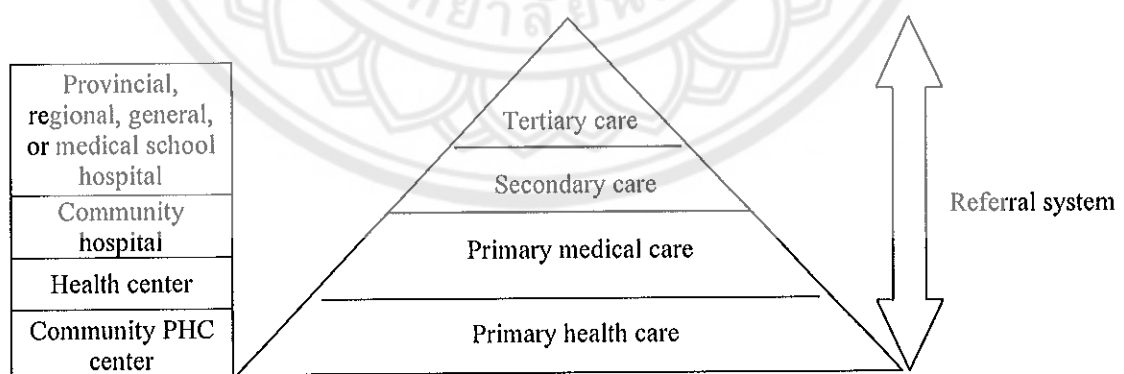 Provincial,
regional, general,
or medical school
hospital
Community
hospital
Health center
Community PHC
center
Tertiary care
Secondary care
Primary medical care
Primary health care
Referral system